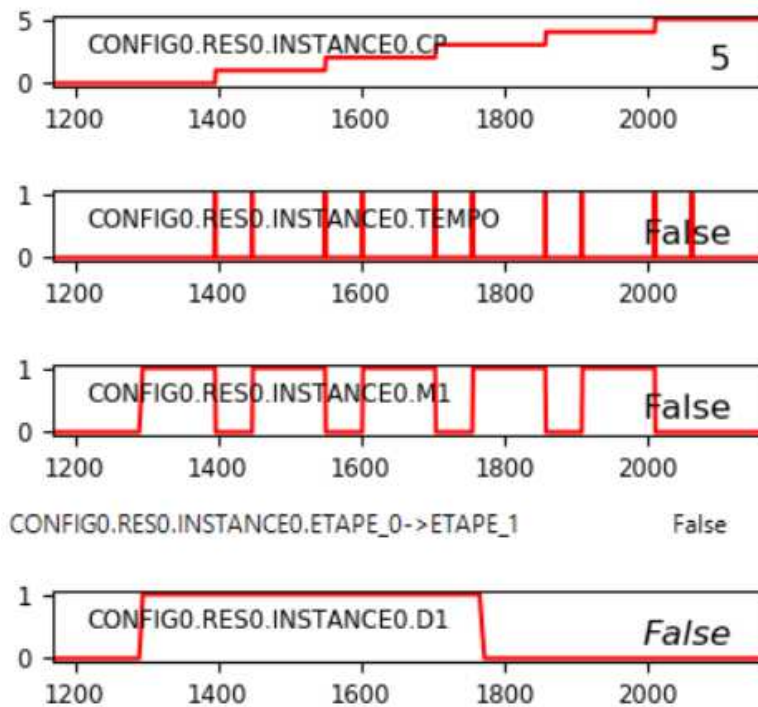 5
CONFIG0.RES0.INSTANCE0.CP
5
0
1200 1400 1600 1800 2000
1
CONFIG0.RES0.INSTANCE0.TEMPO
False
0
1200 1400 1600 1800 2000
1
CONFIG0.RES0.INSTANCE0.M1
False
0
1200 1400 1600 1800 2000
CONFIG0.RES0.INSTANCE0.ETAPE_0->ETAPE_1 False
1
CONFIG0.RES0.INSTANCE0.D1
False
0
1200 1400 1600 1800 2000